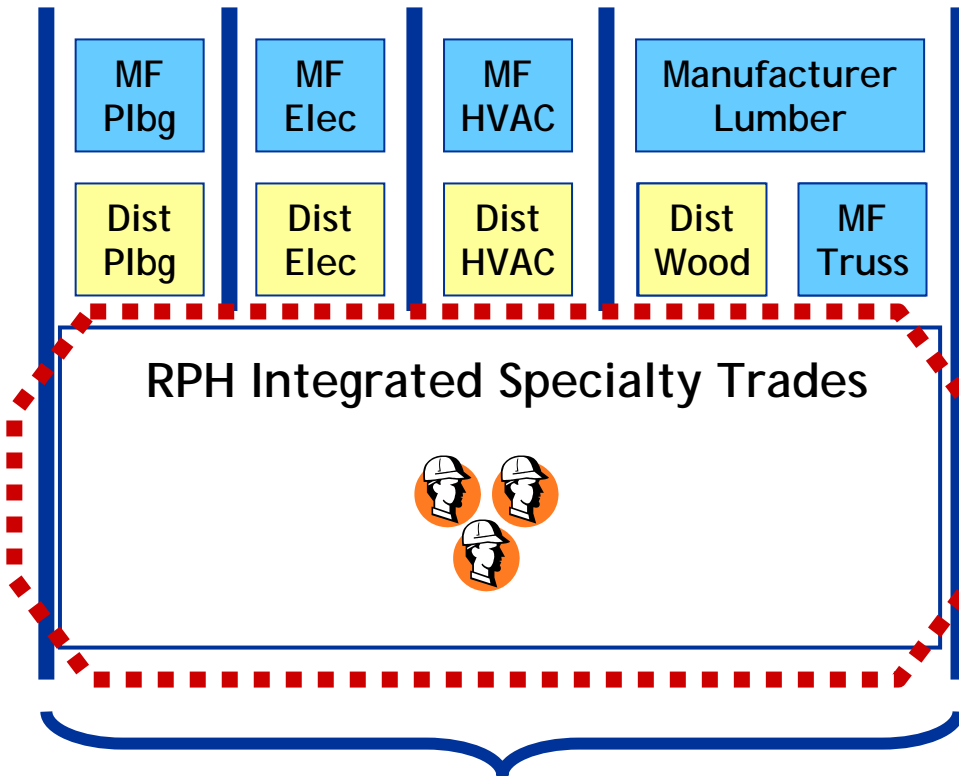 MF
Plbg
MF
Elec
MF
HVAC
Manufacturer
Lumber
Dist
Plbg
Dist
Elec
Dist
HVAC
Dist
Wood
MF
Truss
RPH Integrated Specialty Trades